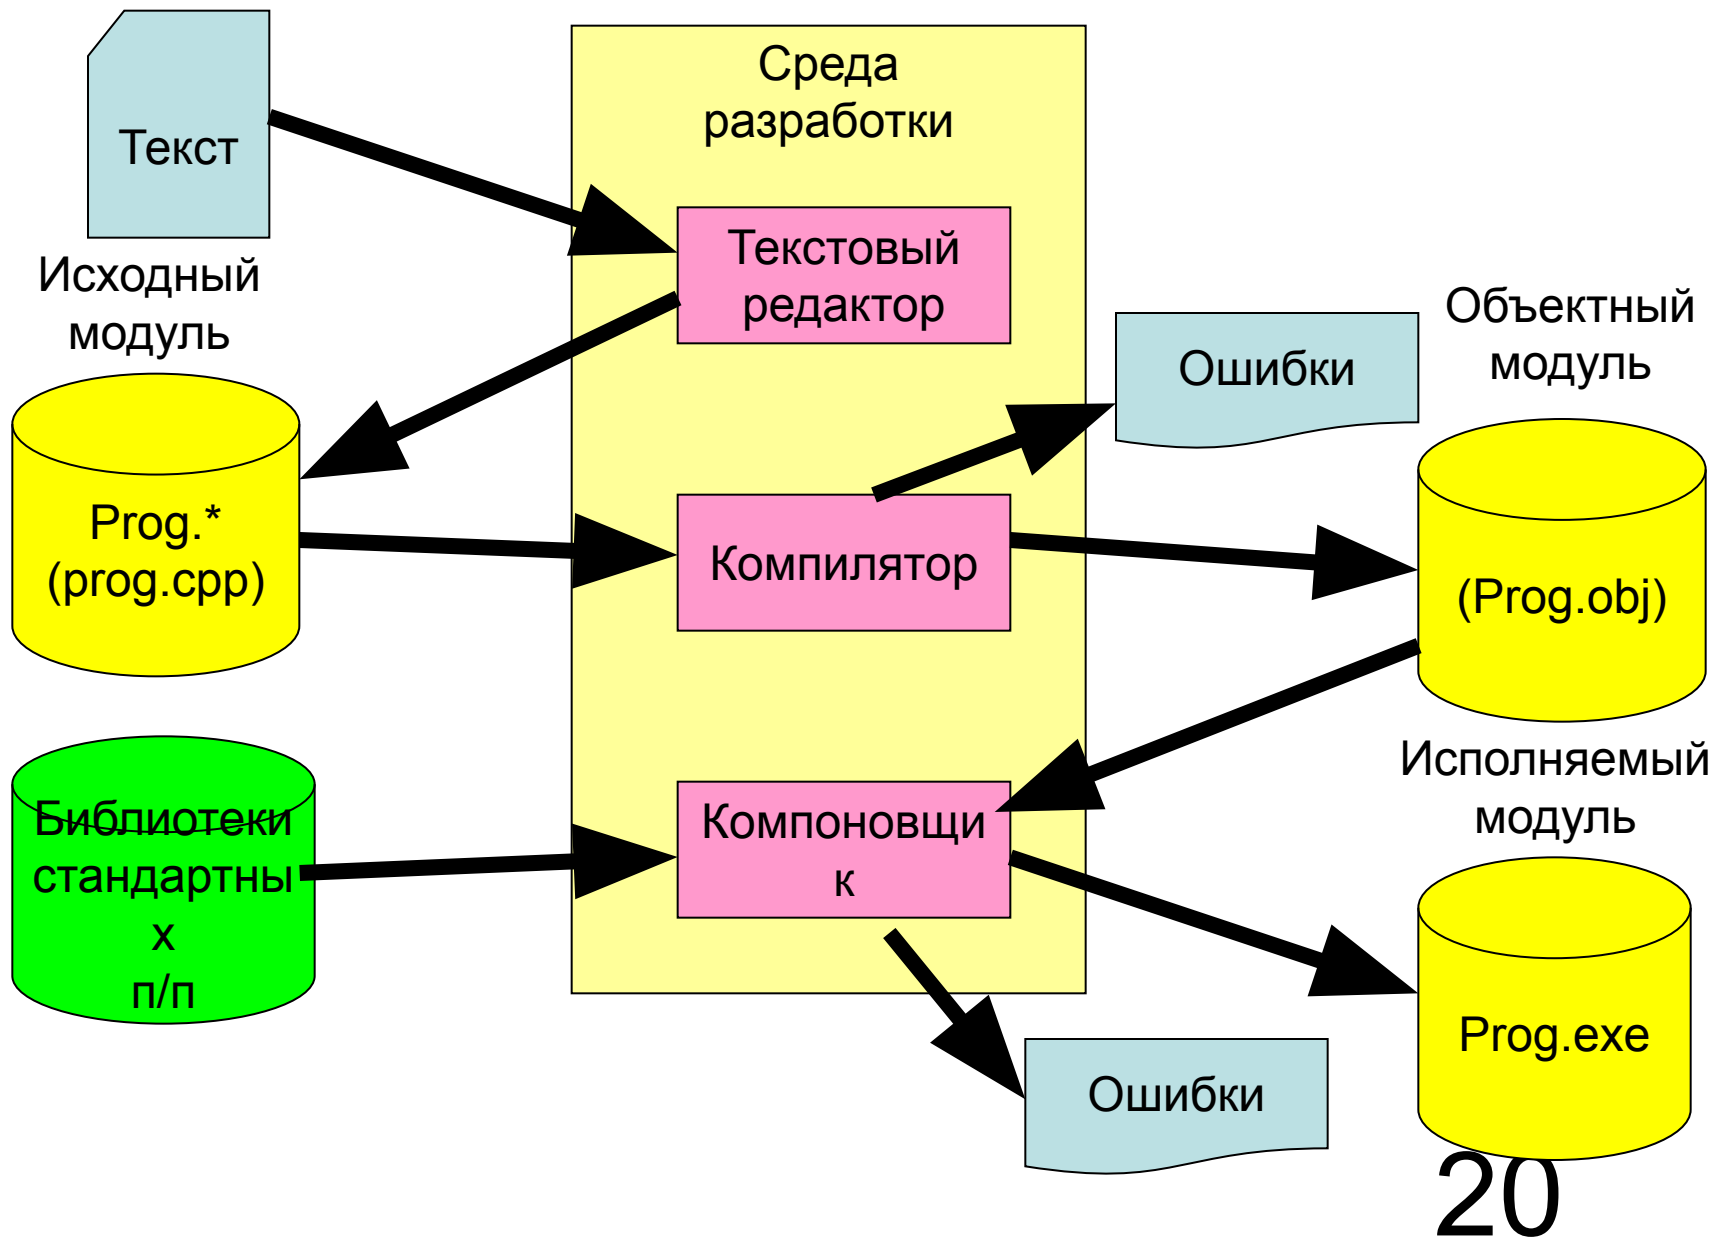 Среда
разработки
Текст
Текстовый
редактор
Исходный
модуль
Ошибки
Объектный
модуль
Prog.*
(prog.cpp)
Компилятор
(Prog.obj)
Библиотеки
стандартны
х
п/п
Компоновщи
к
Исполняемый
модуль
Prog.exe
Ошибки
20